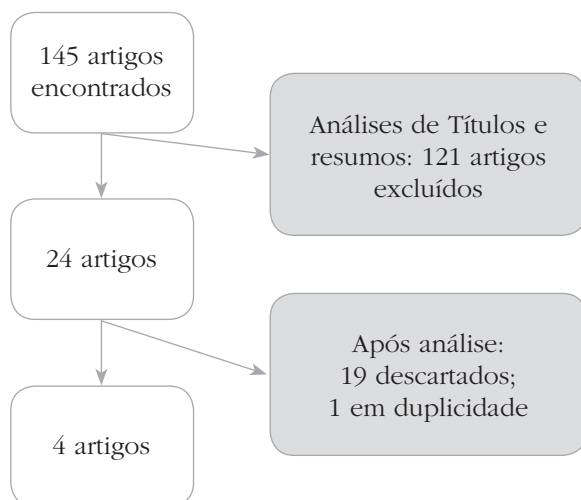 145 artigos
encontrados
Análises de Títulos e
resumos: 121 artigos
excluídos
24 artigos
Após análise:
19 descartados;
1 em duplicidade
4 artigos